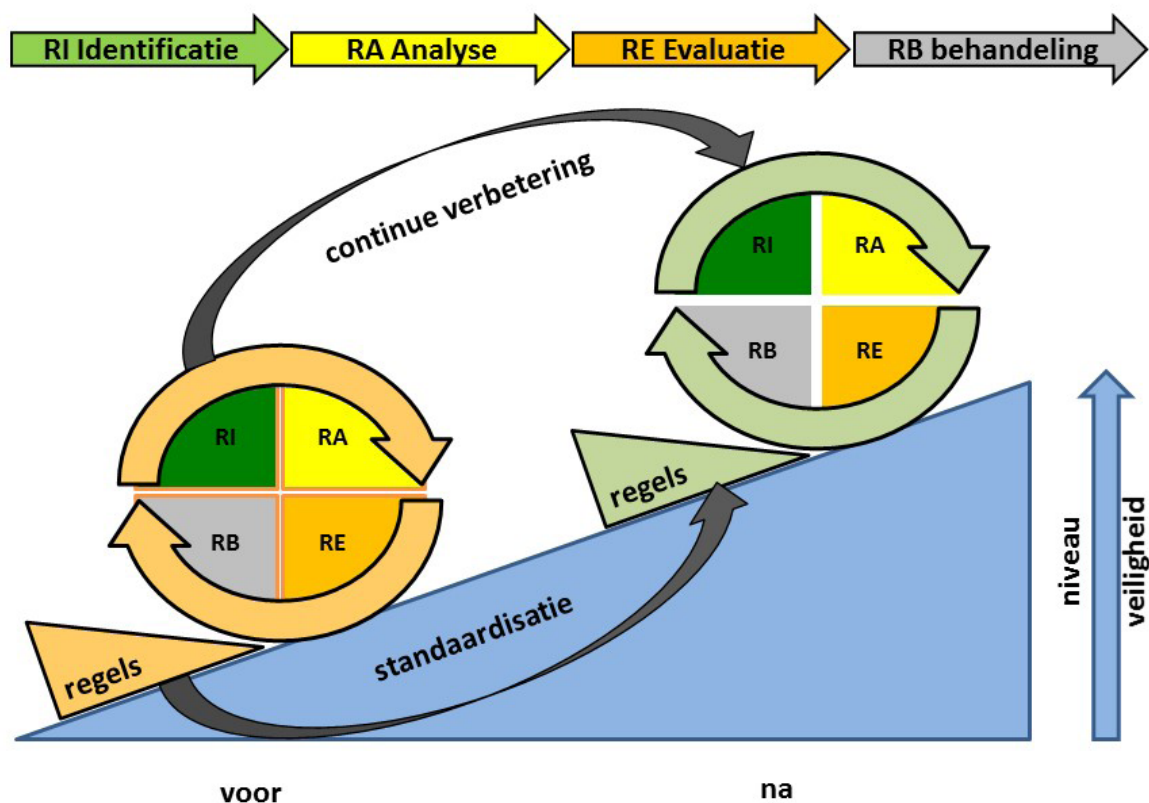 RI Identificatie
RA Analyse
RE Evaluatie
RB behandeling
continue verbetering
RI
RA
RB
RE
RI
RA
RB
RE
regels
regels
standaardisatie
niveau
veiligheid
voor
na